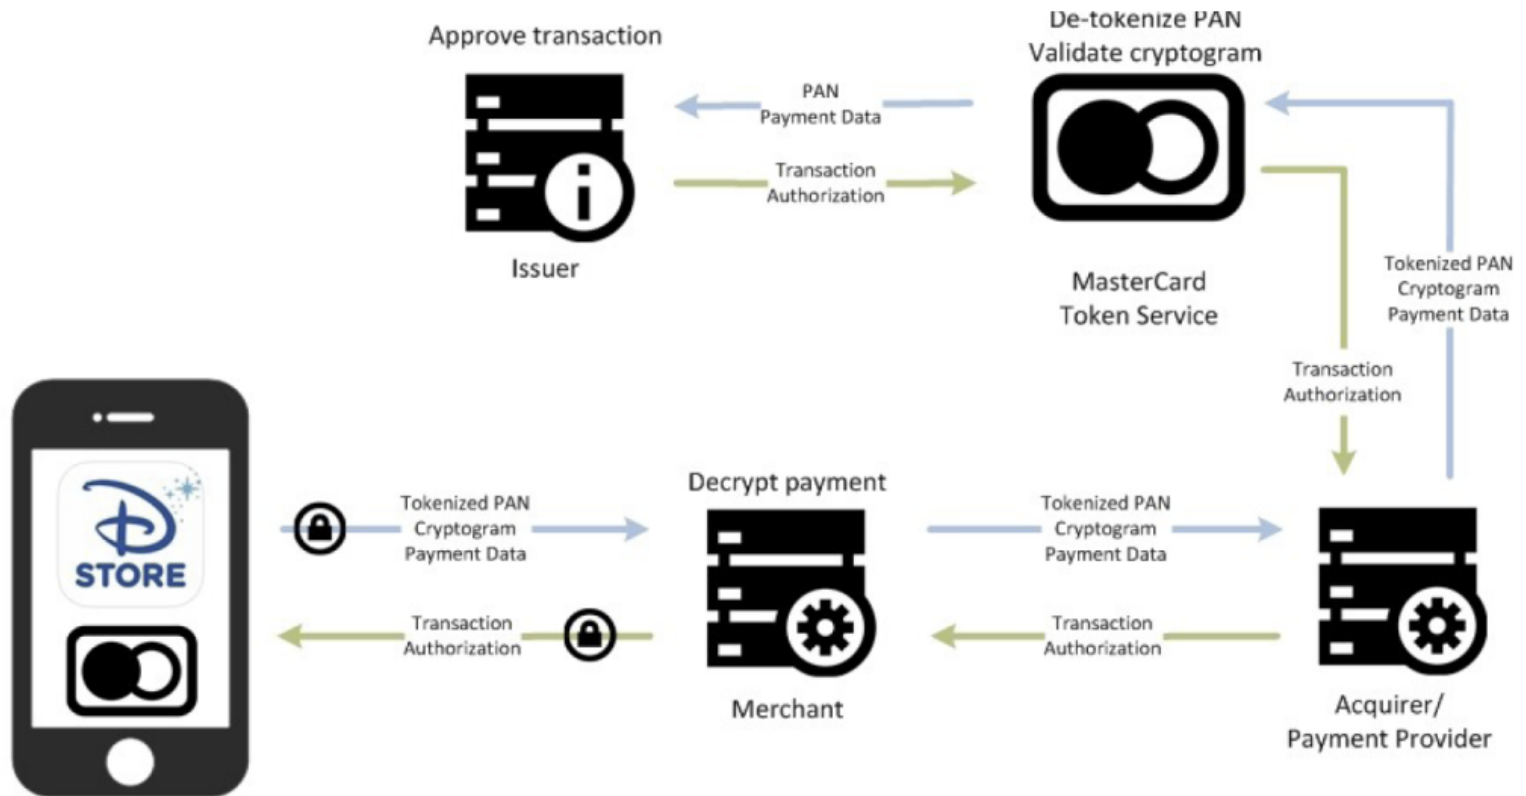 Approve transaction
De-tokenize PAN
Validate cryptogram
PAN
Payment Data
Transaction
Authorization
Issuer
MasterCard
Token Service
Tokenized PAN
Cryptogram
Payment Data
Transaction
Authorization
D
STORE
Tokenized PAN
Cryptogram
Payment Data
Decrypt payment
Tokenized PAN
Cryptogram
Payment Data
Transaction
Authorization
Transaction
Authorization
Merchant
Acquirer/
Payment Provider